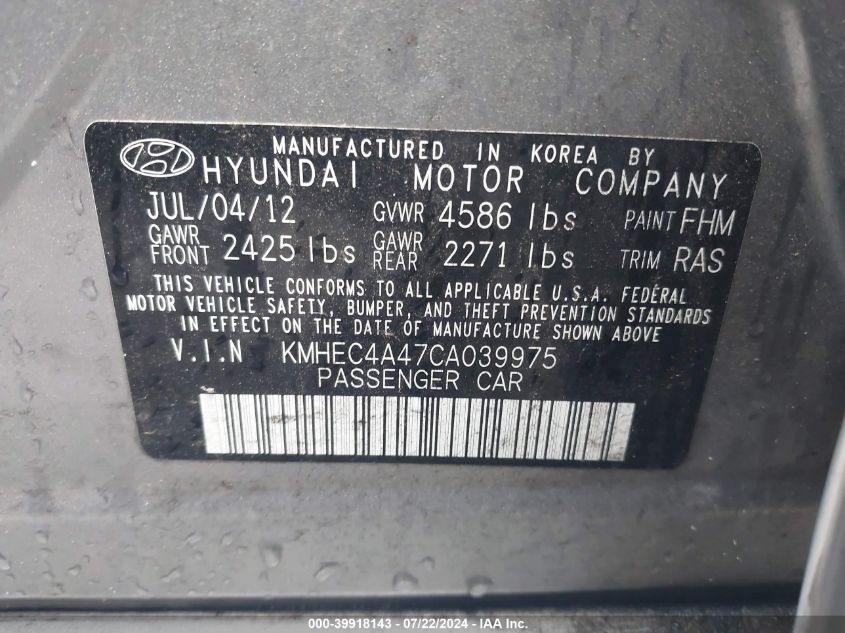 MANUFACTURED IN KOREA BY
HYUNDAI MOTOR COMPANY
JUL/04/12 GVWR 4586 lbs PAINT FHM
GAWR FRONT 2425 lbs GAWR REAR 2271 lbs TRIM RAS
THIS VEHICLE CONFORMS TO ALL APPLICABLE U.S.A. FEDERAL
MOTOR VEHICLE SAFETY, BUMPER, AND THEFT PREVENTION STANDARDS
IN EFFECT ON THE DATE OF MANUFACTURE SHOWN ABOVE
V.I.N KMHEC4A47CA039975
PASSENGER CAR
000-39918143 - 07/22/2024 - IAA Inc.